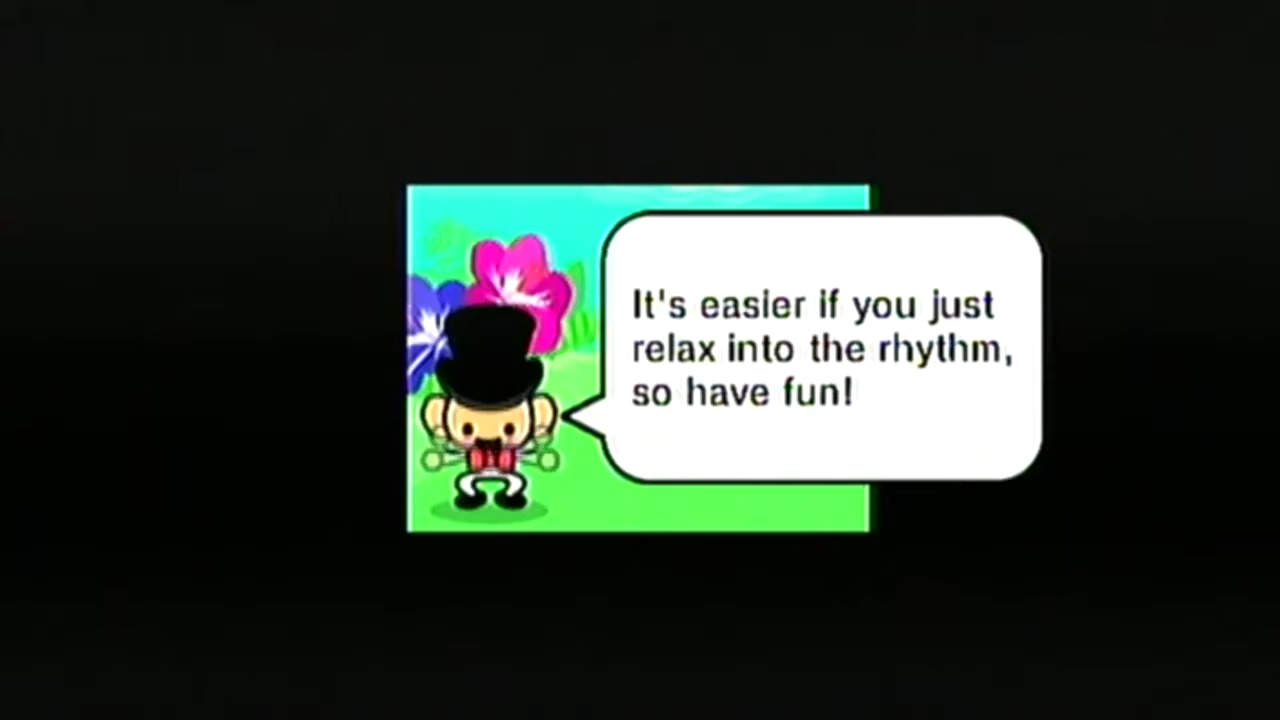 It's easier if you just
relax into the rhythm,
so have fun!